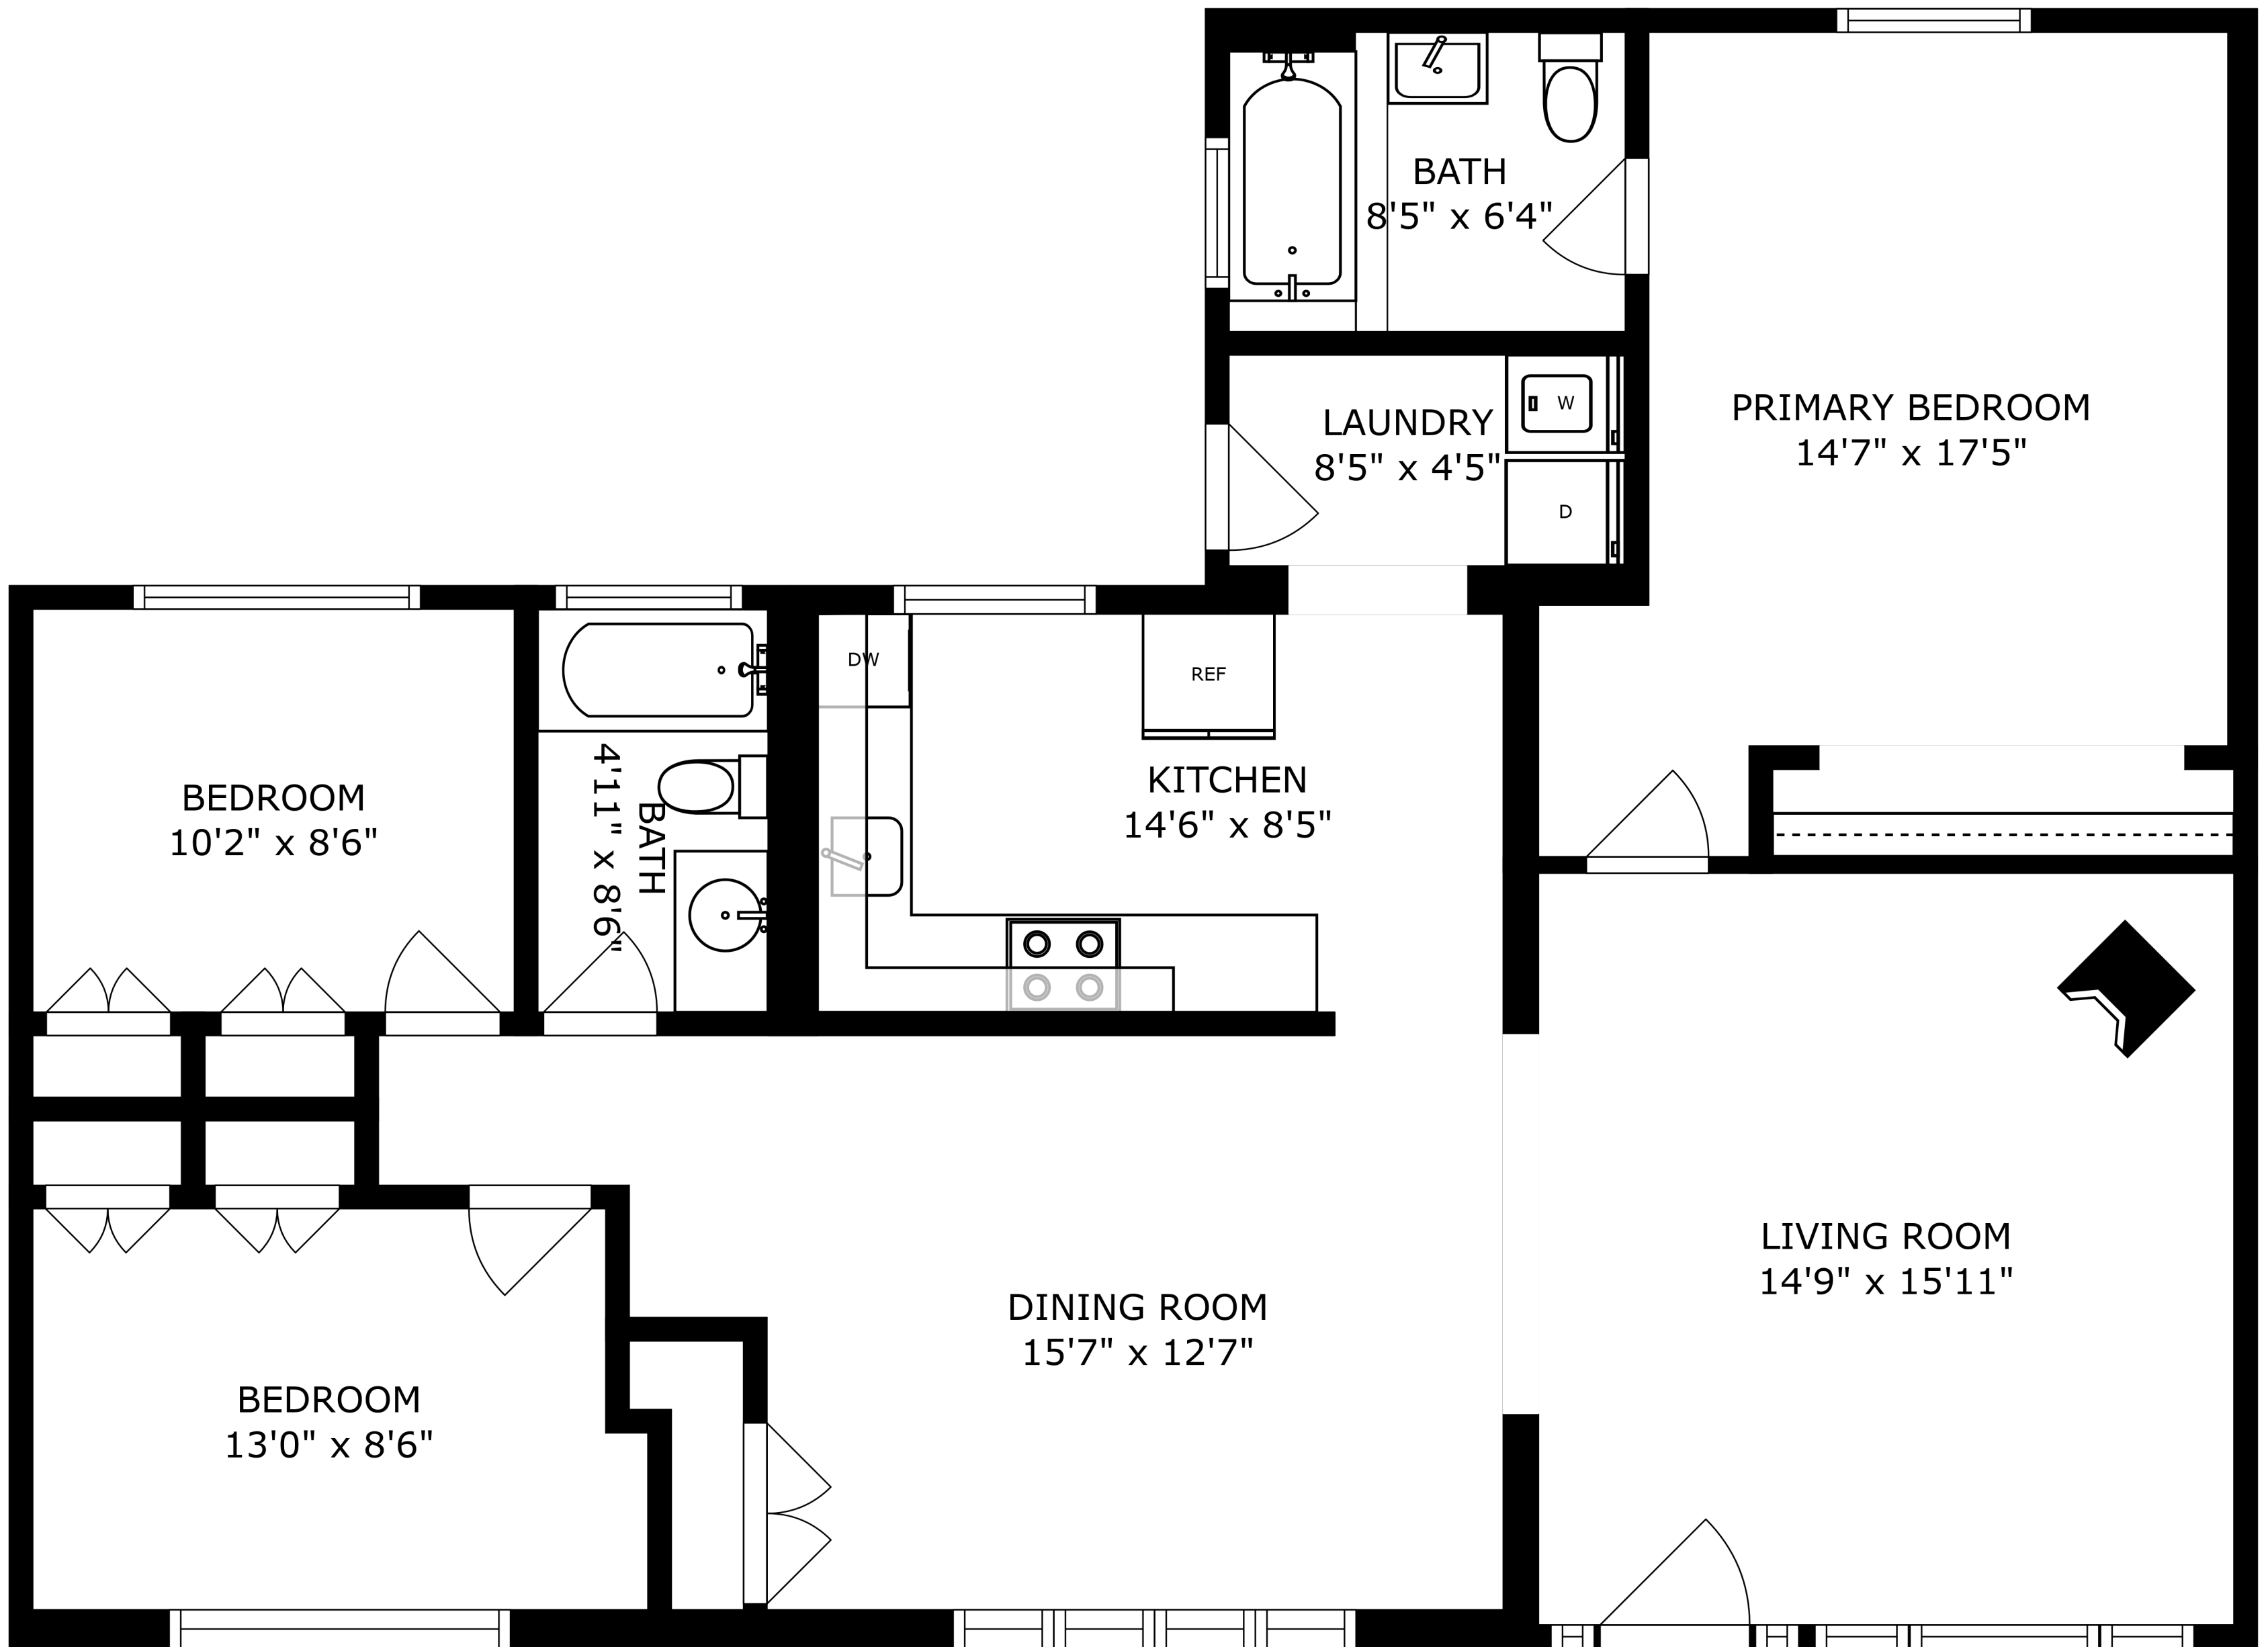 BATH
8'5" x 6'4"
LAUNDRY
8'5" x 4'5"
W
D
PRIMARY BEDROOM
14'7" x 17'5"
BEDROOM
10'2" x 8'6"
BATH
4'11" x 8'6"
DW
REF
KITCHEN
14'6" x 8'5"
LIVING ROOM
14'9" x 15'11"
DINING ROOM
15'7" x 12'7"
BEDROOM
13'0" x 8'6"